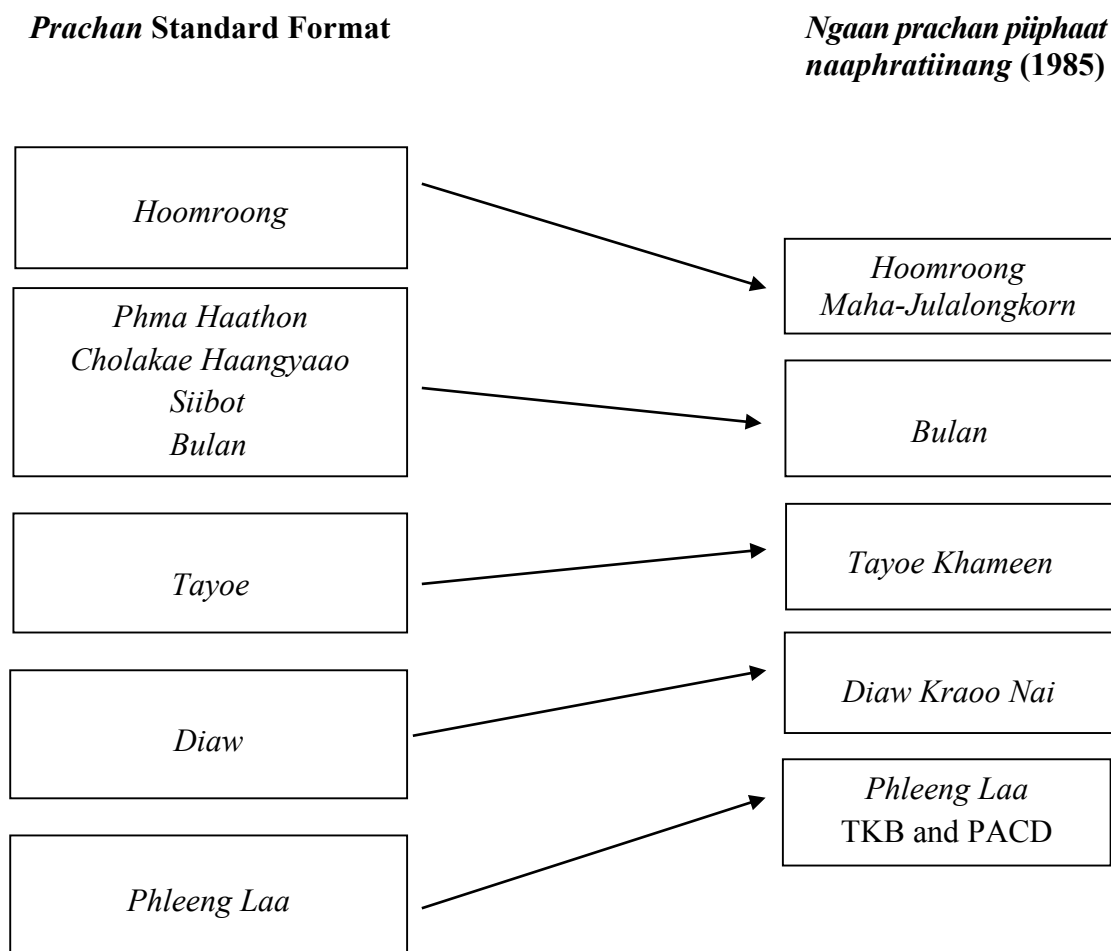 Prachan Standard Format
Hoomroong
Phma Haathon
Cholakae Haangyaao
Siibot
Bulan
Tayoe
Diaw
Phleeng Laa
Ngaan prachan piiphaat
naaphratiinang (1985)
Hoomroong
Maha-Julalongkorn
Bulan
Tayoe Khameen
Diaw Kraoo Nai
Phleeng Laa
TKB and PACD